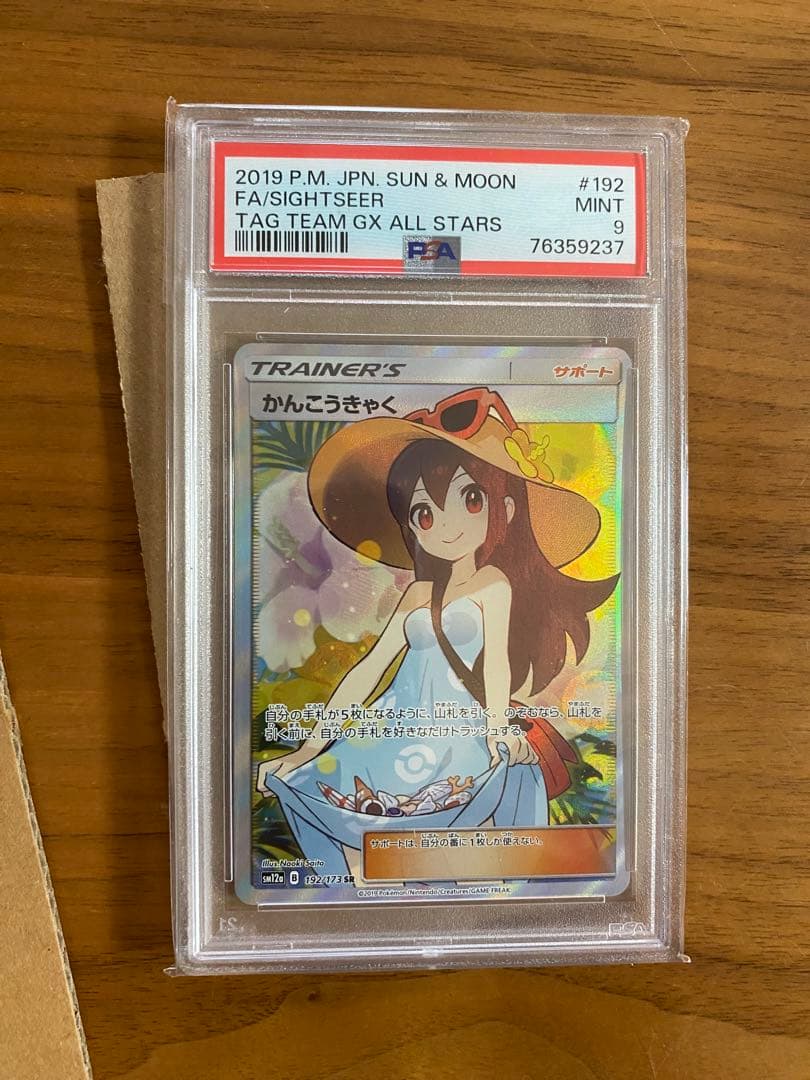 2019 P.M. JPN. SUN & MOON #192
FA/SIGHTSEER MINT
TAG TEAM GX ALL STARS 9
PSA 76359237
TRAINER'S サポート
かんこうきゃく
自分の手札が5枚になるように、山札を引く。のぞむなら、山札を
引く前に、自分の手札を好きなだけトラッシュする。
サポートは、自分の番に1枚しか使えない。
Illus. Naoki Saito
sm12a B 192/173 SR
©2019 Pokémon/Nintendo/Creatures/GAME FREAK.
PSA